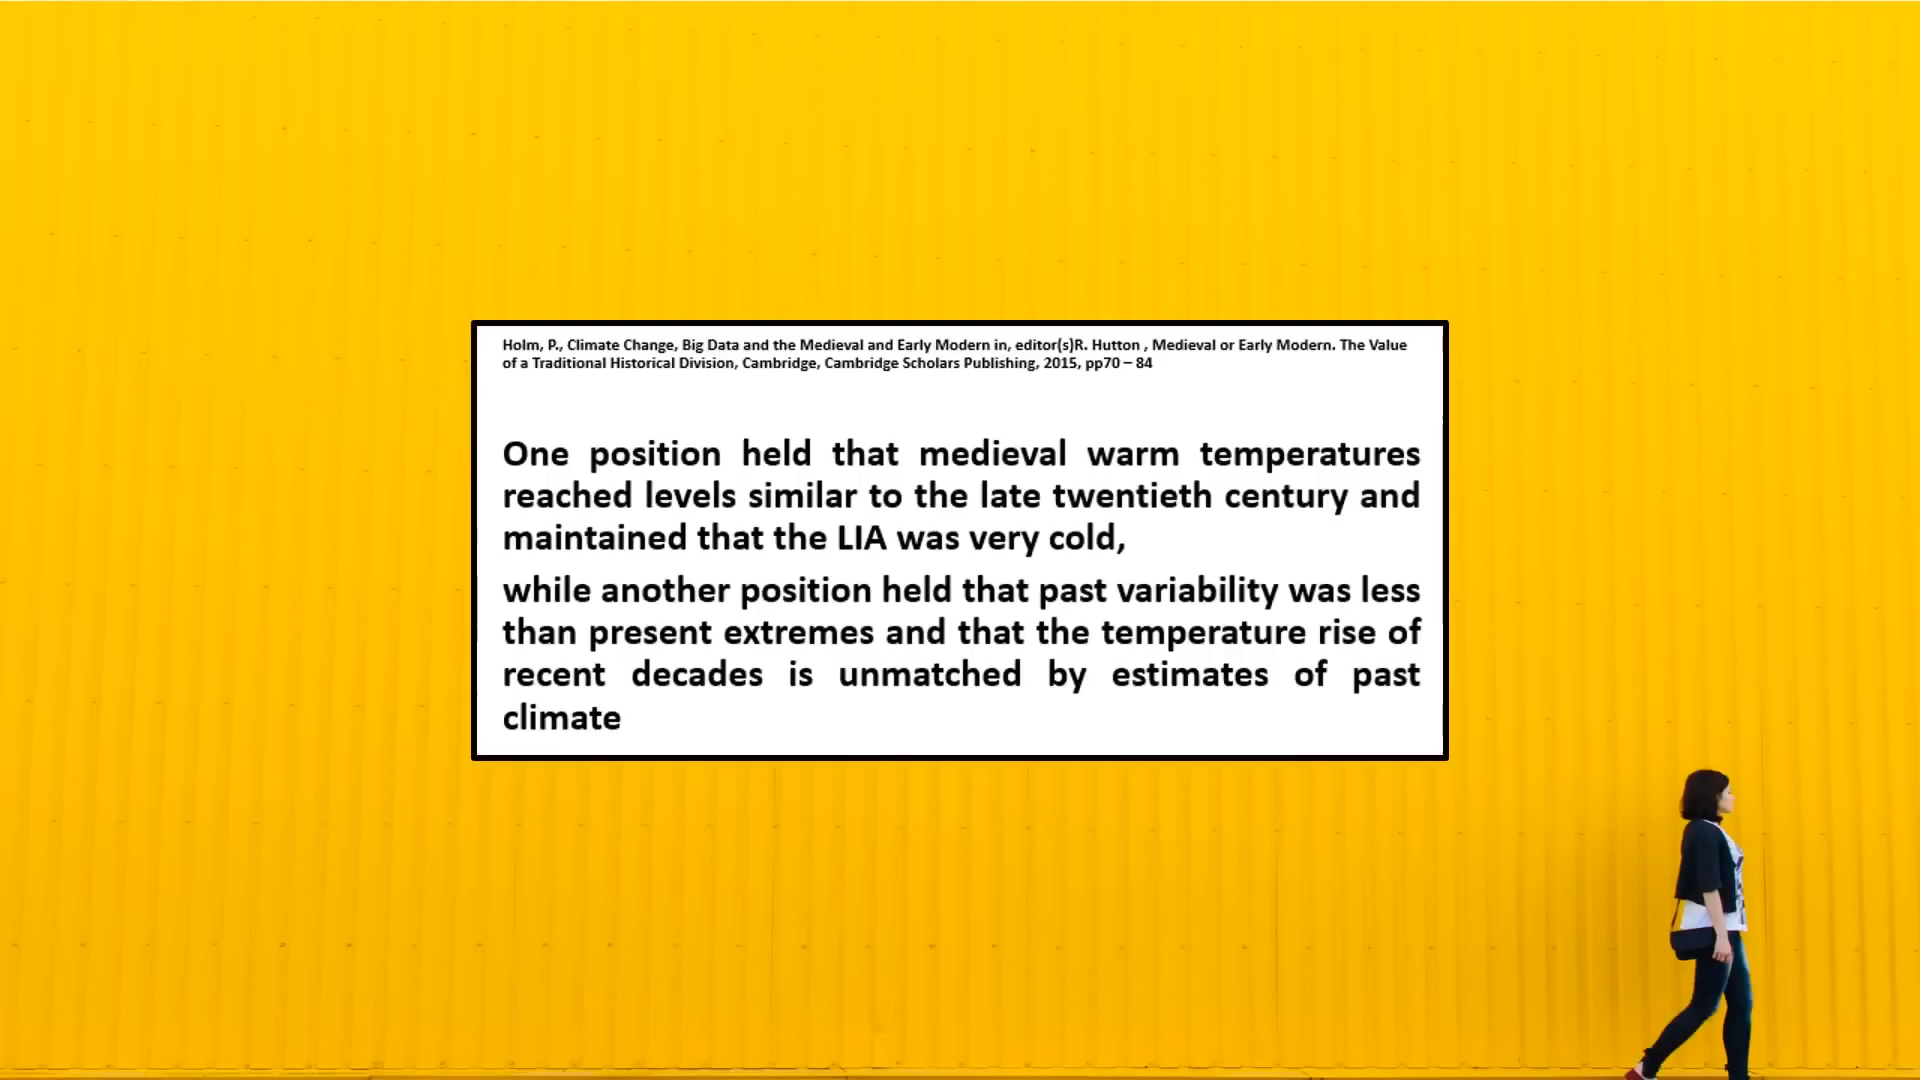 Holm, P., Climate Change, Big Data and the Medieval and Early Modern in, editor(s)R. Hutton , Medieval or Early Modern. The Value
of a Traditional Historical Division, Cambridge, Cambridge Scholars Publishing, 2015, pp70 – 84
One position held that medieval warm temperatures
reached levels similar to the late twentieth century and
maintained that the LIA was very cold,
while another position held that past variability was less
than present extremes and that the temperature rise of
recent decades is unmatched by estimates of past
climate